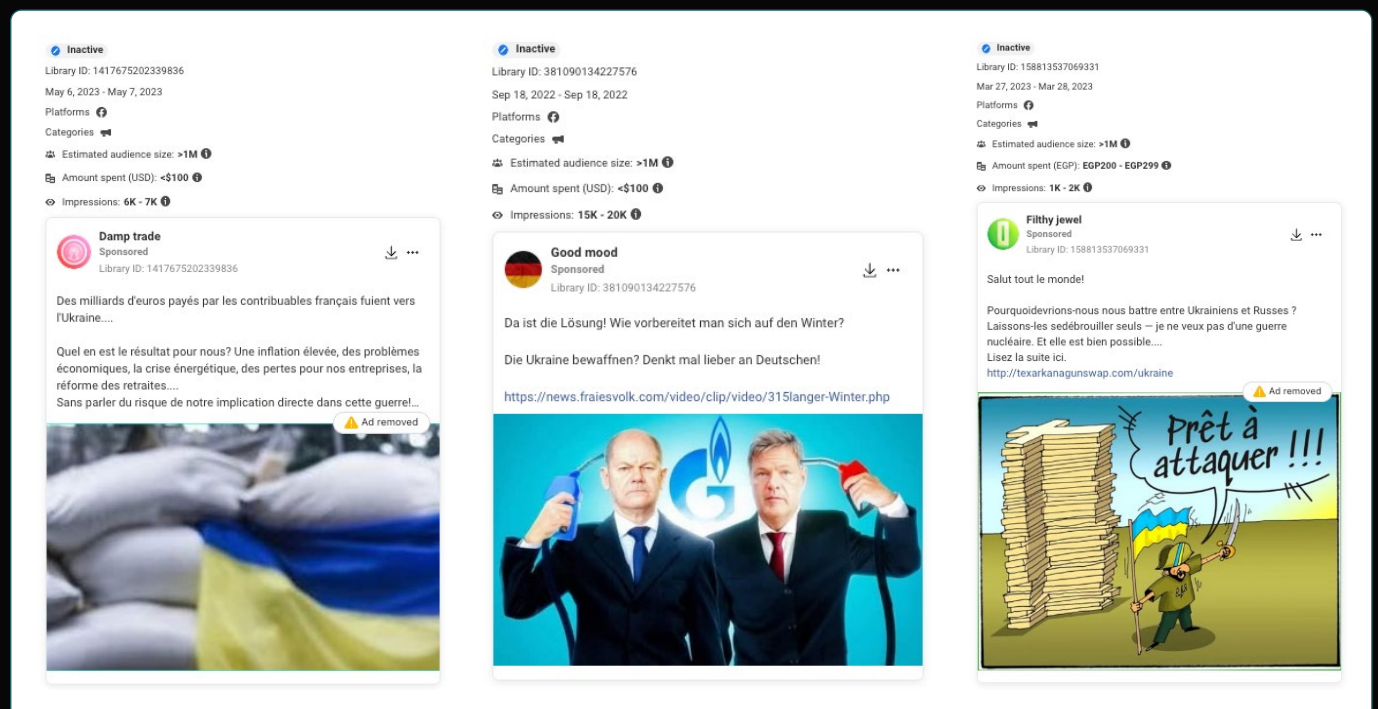 Inactive
Library ID: 1417675202339836
May 6, 2023 - May 7, 2023
Platforms
Categories
Estimated audience size: >1M
Amount spent (USD): <$100
Impressions: 6K - 7K
Damp trade
Sponsored
Library ID: 1417675202339836
Des milliards d'euros payés par les contribuables français fuient vers
l'Ukraine....
Quel en est le résultat pour nous? Une inflation élevée, des problèmes
économiques, la crise énergétique, des pertes pour nos entreprises, la
réforme des retraites....
Sans parler du risque de notre implication directe dans cette guerre!...
Ad removed
Inactive
Library ID: 381090134227576
Sep 18, 2022 - Sep 18, 2022
Platforms
Categories
Estimated audience size: >1M
Amount spent (USD): <$100
Impressions: 15K - 20K
Good mood
Sponsored
Library ID: 381090134227576
Da ist die Lösung! Wie vorbereitet man sich auf den Winter?
Die Ukraine bewaffnen? Denkt mal lieber an Deutschen!
https://news.fraiesvolk.com/video/clip/video/315langer-Winter.php
Inactive
Library ID: 158813537069331
Mar 27, 2023 - Mar 28, 2023
Platforms
Categories
Estimated audience size: >1M
Amount spent (EGP): EGP200 - EGP299
Impressions: 1K - 2K
Filthy jewel
Sponsored
Library ID: 158813537069331
Salut tout le monde!
Pourquoidevrions-nous nous battre entre Ukrainiens et Russes ?
Laissons-les sedébrouiller seuls — je ne veux pas d'une guerre
nucléaire. Et elle est bien possible....
Lisez la suite ici.
http://texarkanagunswap.com/ukraine
Ad removed
Prêt à
attaquer !!!